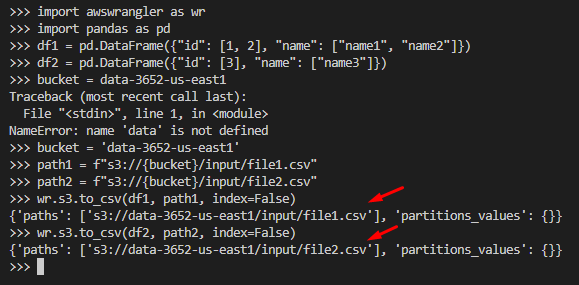 >>> import awswrangler as wr
>>> import pandas as pd
>>> df1 = pd.DataFrame({"id": [1, 2], "name": ["name1", "name2"]})
>>> df2 = pd.DataFrame({"id": [3], "name": ["name3"]})
>>> bucket = data-3652-us-east1
Traceback (most recent call last):
  File "<stdin>", line 1, in <module>
NameError: name 'data' is not defined
>>> bucket = 'data-3652-us-east1'
>>> path1 = f"s3://{bucket}/input/file1.csv"
>>> path2 = f"s3://{bucket}/input/file2.csv"
>>> wr.s3.to_csv(df1, path1, index=False)
{'paths': ['s3://data-3652-us-east1/input/file1.csv'], 'partitions_values': {}}
>>> wr.s3.to_csv(df2, path2, index=False)
{'paths': ['s3://data-3652-us-east1/input/file2.csv'], 'partitions_values': {}}
>>>